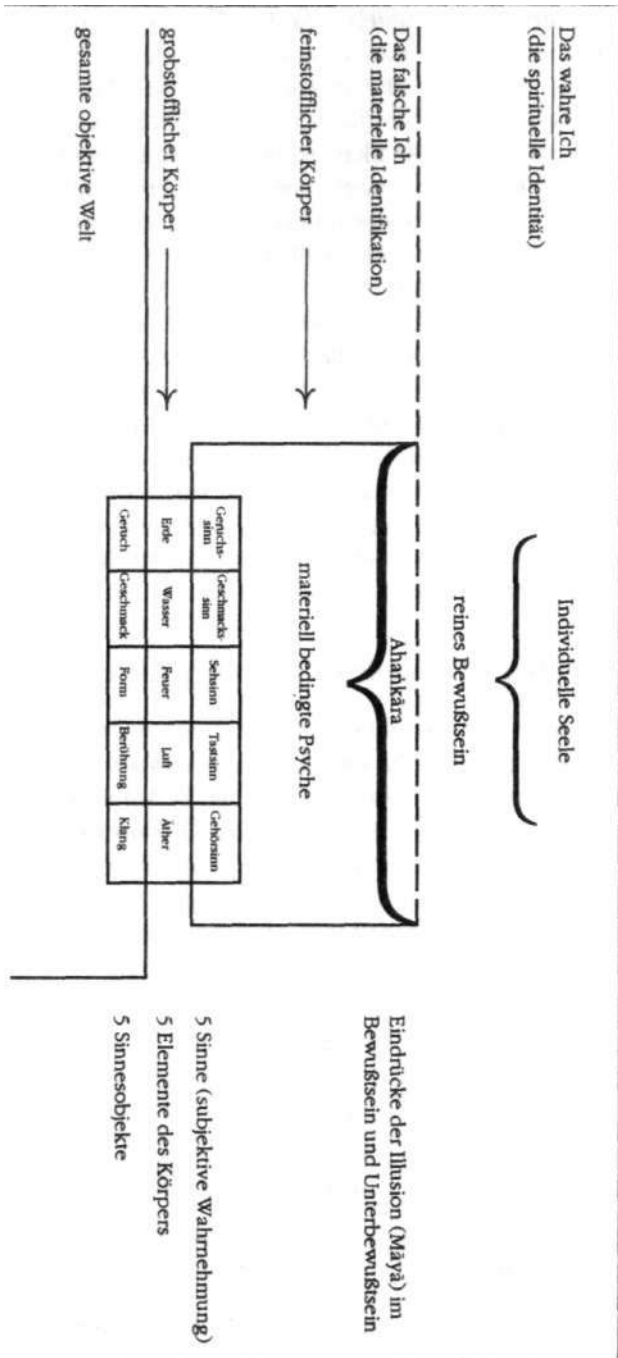 Das wahre Ich
(die spirituelle Identität)
Individuelle Seele
reines Bewußtsein
Das falsche Ich
(die materielle Identifikation)
Ahaṅkāra
Eindrücke der Illusion (Māyā) im
Bewußtsein und Unterbewußtsein
feinstofflicher Körper
materiell bedingte Psyche
Geruchs-
sinn
Geschmacks-
sinn
Sehsinn
Tastsinn
Gehörsinn
5 Sinne (subjektive Wahrnehmung)
grobstofflicher Körper
Erde
Wasser
Feuer
Luft
Äther
5 Elemente des Körpers
gesamte objektive Welt
Geruch
Geschmack
Form
Berührung
Klang
5 Sinnesobjekte